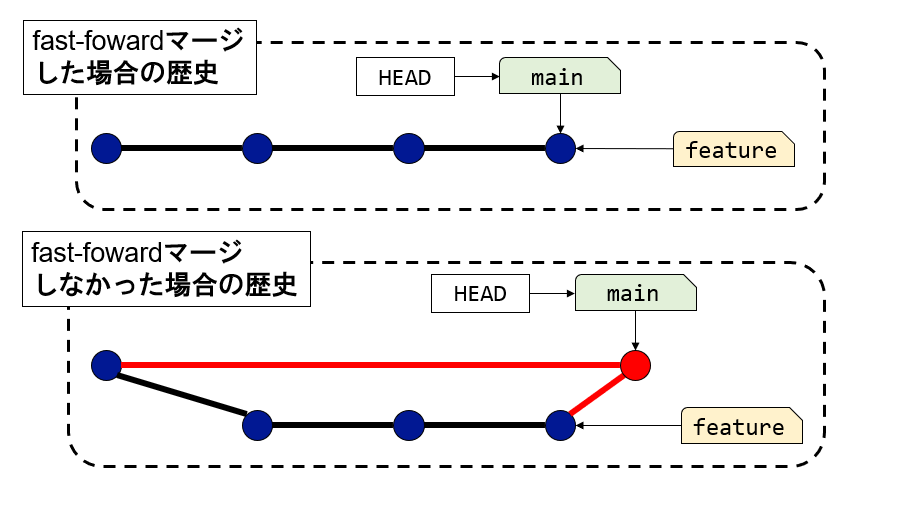 fast-fowardマージ
した場合の歴史
HEAD
main
feature
fast-fowardマージ
しなかった場合の歴史
HEAD
main
feature